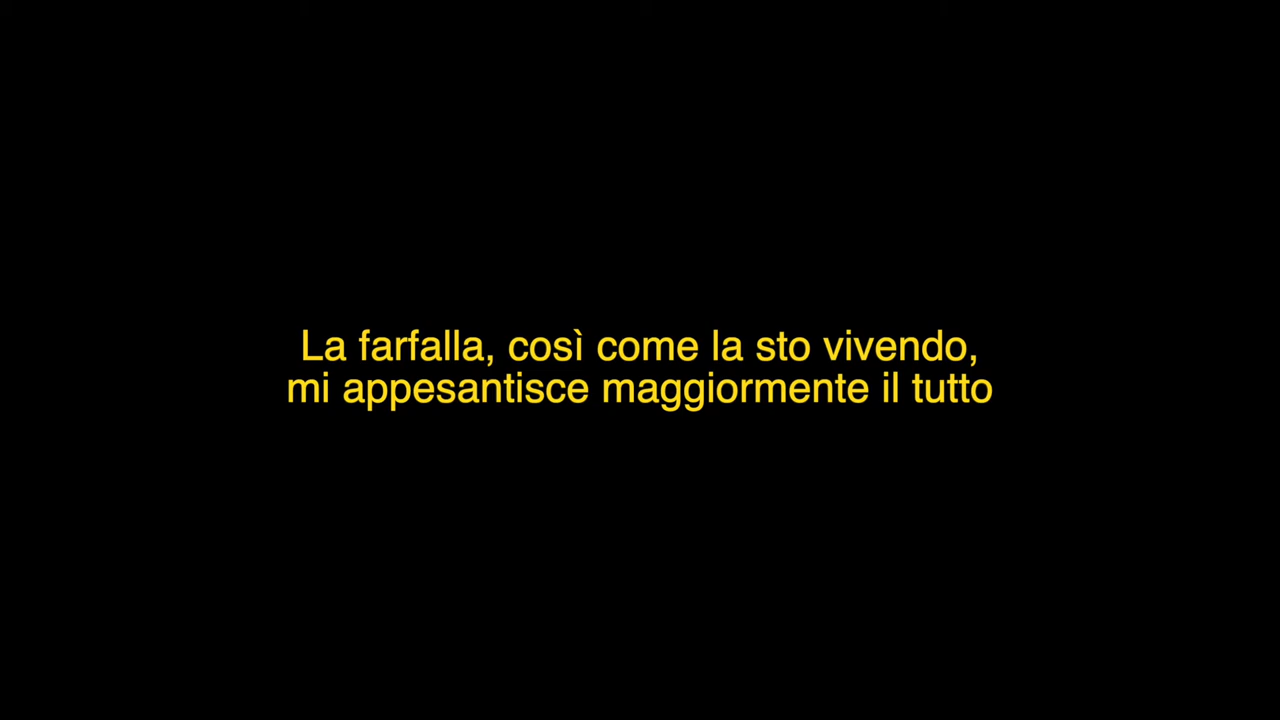 La farfalla, così come la sto vivendo,
mi appesantisce maggiormente il tutto